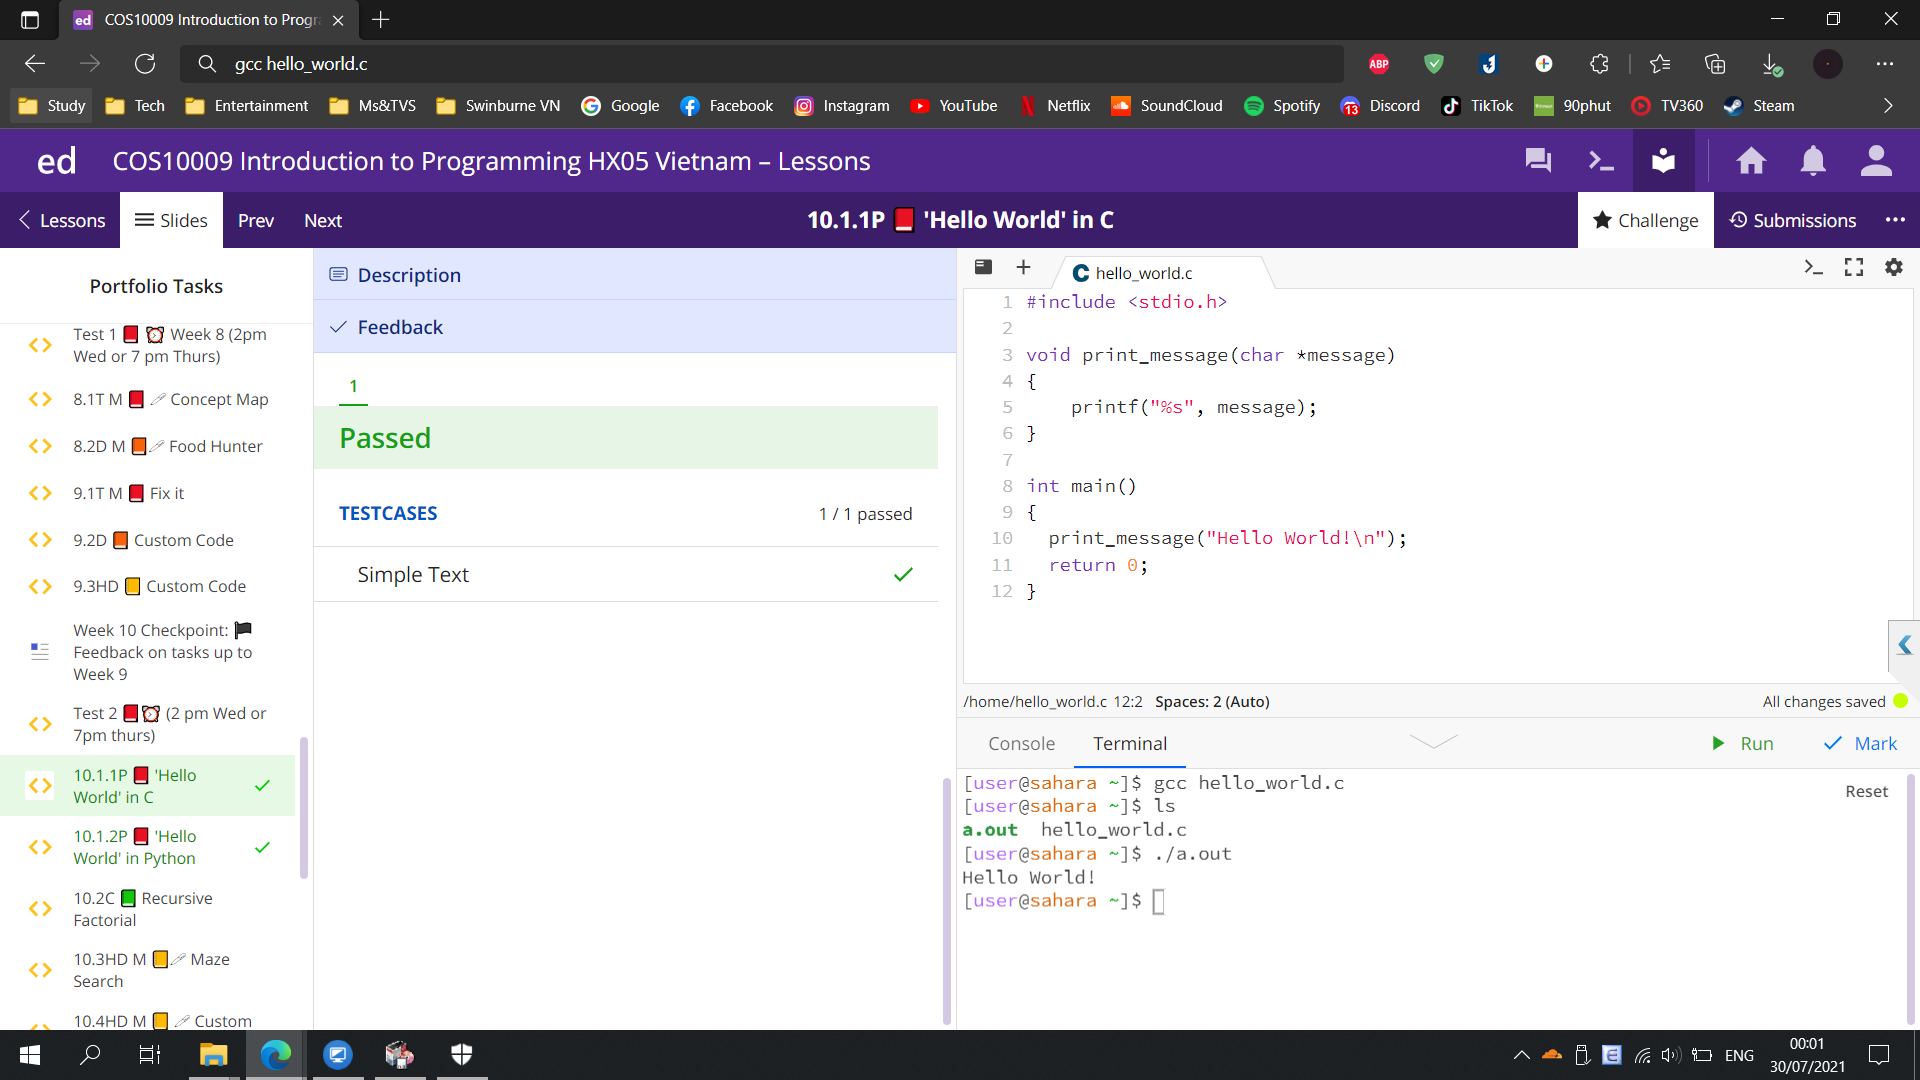 COS10009 Introduction to Progr
gcc hello_world.c
ABP
Study
Tech
Entertainment
Ms&TVS
Swinburne VN
Google
Facebook
Instagram
YouTube
Netflix
SoundCloud
Spotify
13
Discord
TikTok
90phut
TV360
Steam
ed
COS10009 Introduction to Programming HX05 Vietnam – Lessons
Lessons
Slides
Prev
Next
10.1.1P 📕 'Hello World' in C
Challenge
Submissions
Portfolio Tasks
Test 1 📕 ⏰ Week 8 (2pm
Wed or 7 pm Thurs)
8.1T M 📕 Concept Map
8.2D M 📙 Food Hunter
9.1T M 📕 Fix it
9.2D 📙 Custom Code
9.3HD 📒 Custom Code
Week 10 Checkpoint: 🏴
Feedback on tasks up to
Week 9
Test 2 📕⏰ (2 pm Wed or
7pm thurs)
10.1.1P 📕 'Hello
World' in C
10.1.2P 📕 'Hello
World' in Python
10.2C 📗 Recursive
Factorial
10.3HD M 📒 Maze
Search
10.4HD M 📒 Custom
Description
Feedback
1
Passed
TESTCASES
1 / 1 passed
Simple Text
C hello_world.c
1 #include <stdio.h>
2
3 void print_message(char *message)
4 {
5     printf("%s", message);
6 }
7
8 int main()
9 {
10   print_message("Hello World!\n");
11   return 0;
12 }
/home/hello_world.c 12:2 Spaces: 2 (Auto)
All changes saved
Console
Terminal
Run
Mark
Reset
[user@sahara ~]$ gcc hello_world.c
[user@sahara ~]$ ls
a.out  hello_world.c
[user@sahara ~]$ ./a.out
Hello World!
[user@sahara ~]$
ENG
00:01
30/07/2021